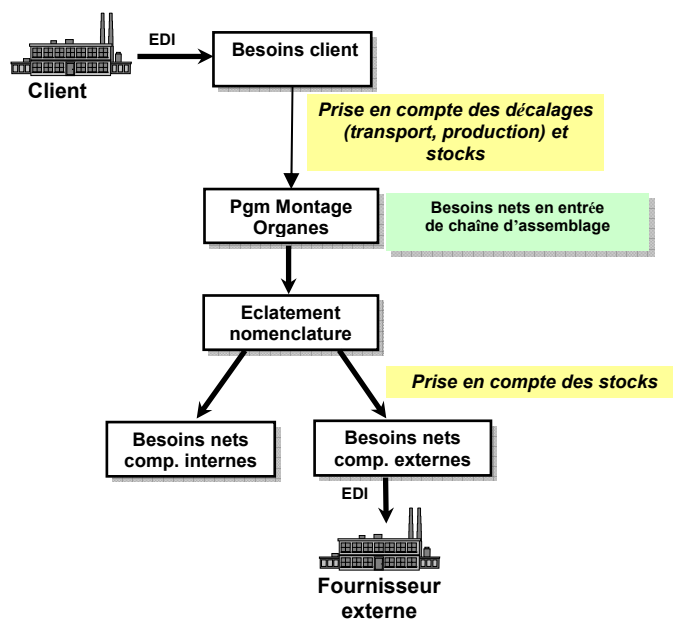 EDI
Besoins client
Client
Prise en compte des décalages
(transport, production) et
stocks
Pgm Montage
Organes
Besoins nets en entrée
de chaîne d'assemblage
Eclatement
nomenclature
Prise en compte des stocks
Besoins nets
comp. internes
Besoins nets
comp. externes
EDI
Fournisseur
externe